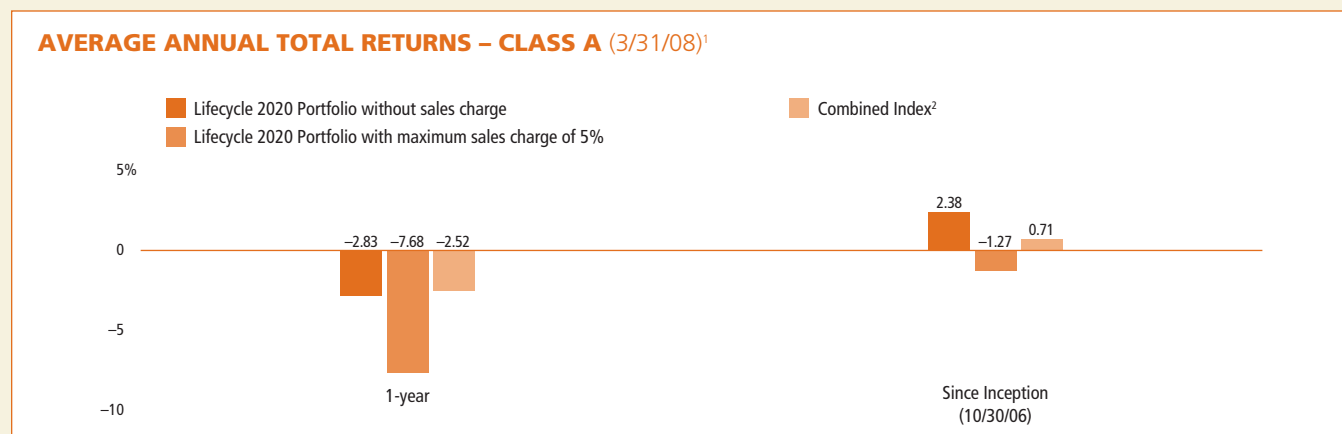 AVERAGE ANNUAL TOTAL RETURNS – CLASS A (3/31/08)¹
Lifecycle 2020 Portfolio without sales charge
Combined Index²
Lifecycle 2020 Portfolio with maximum sales charge of 5%
5%
2.38
0.71
0
–2.83
–7.68
–2.52
–1.27
–5
1-year
Since Inception
(10/30/06)
–10